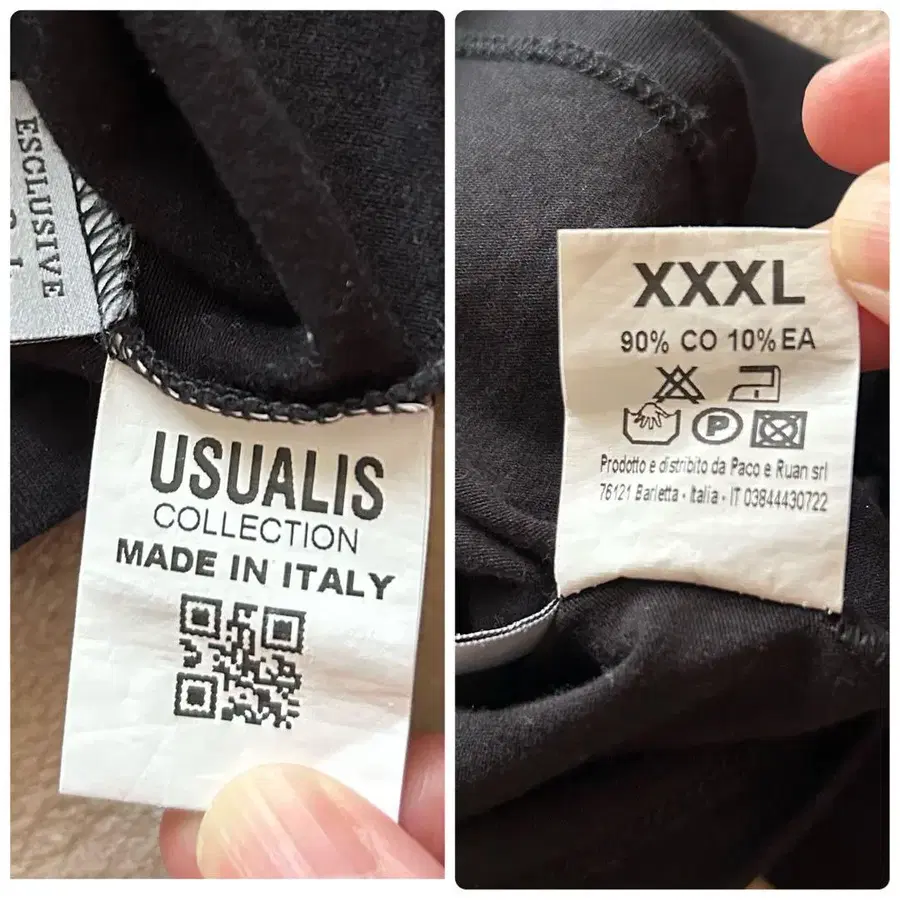 ESCLUSIVE
USUALIS
COLLECTION
MADE IN ITALY
XXXL
90% CO 10% EA
P
Prodotto e distribito da Paco e Ruan srl
76121 Barletta - Italia - IT 03844430722